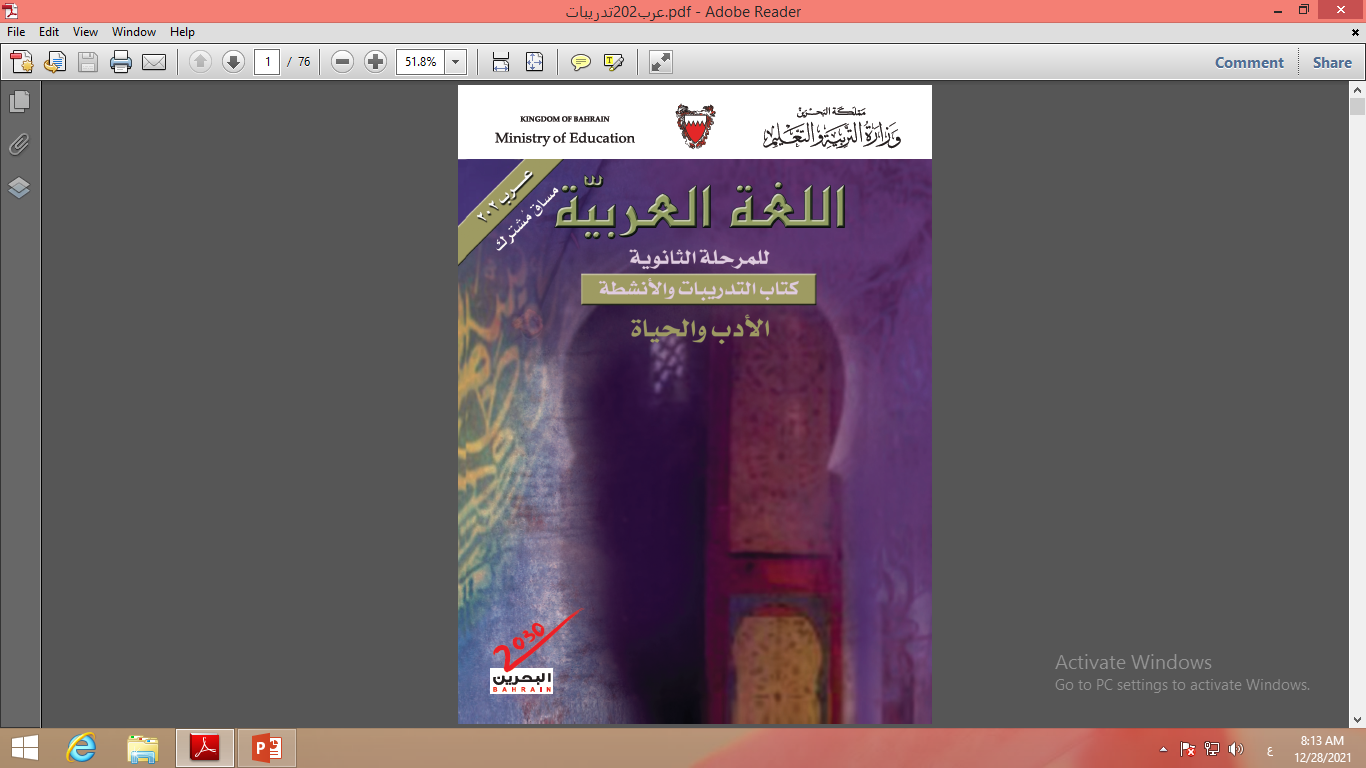 عرب202تدريبات.pdf - Adobe Reader
File Edit View Window Help
1 / 76 51.8% Comment Share
KINGDOM OF BAHRAIN
Ministry of Education
مملكة البحرين
وزارة التربية والتعليم
عـرب ٢٠٢
مساق مشترك
اللغة العربيّة
للمرحلة الثانوية
كتاب التدريبات والأنشطة
الأدب والحياة
2030
البحرين
BAHRAIN
Activate Windows
Go to PC settings to activate Windows.
ع
8:13 AM
12/28/2021